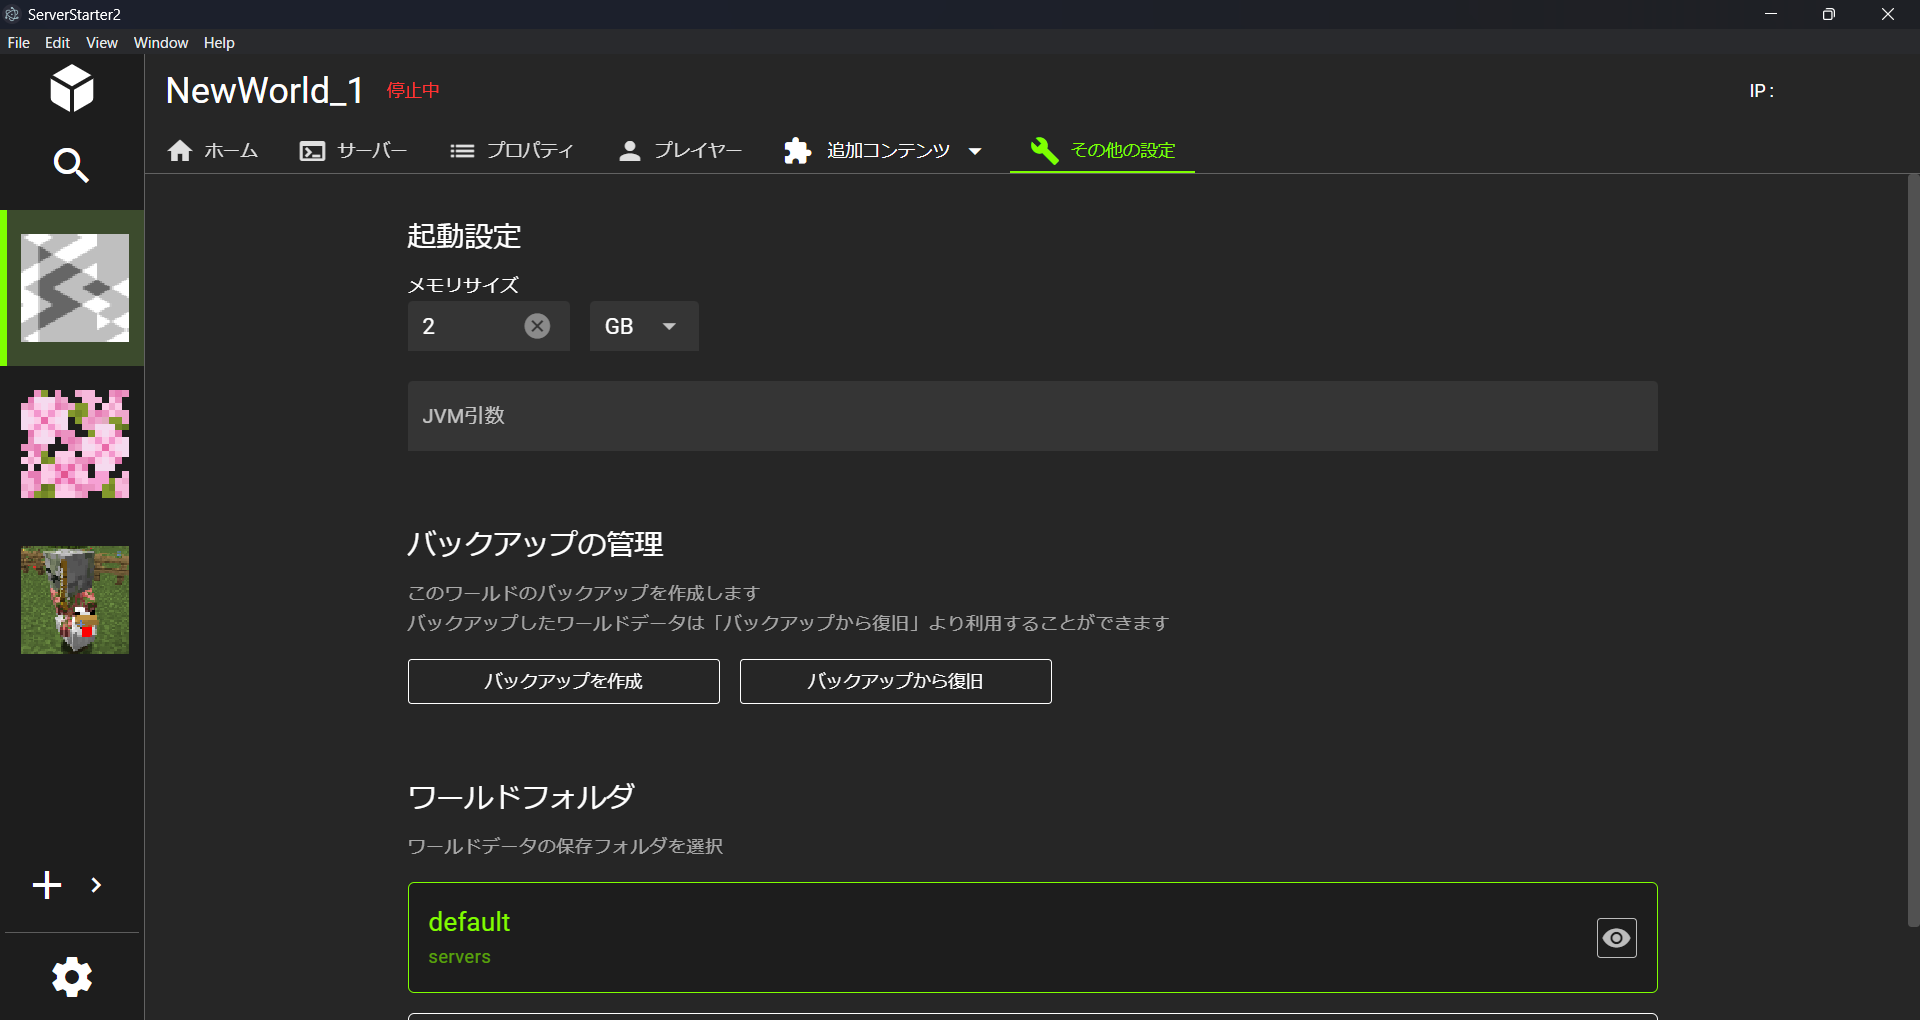 ServerStarter2
File Edit View Window Help
NewWorld_1 停止中
IP :
ホーム サーバー プロパティ プレイヤー 追加コンテンツ その他の設定
起動設定
メモリサイズ
2 GB
JVM引数
バックアップの管理
このワールドのバックアップを作成します
バックアップしたワールドデータは「バックアップから復旧」より利用することができます
バックアップを作成 バックアップから復旧
ワールドフォルダ
ワールドデータの保存フォルダを選択
default
servers